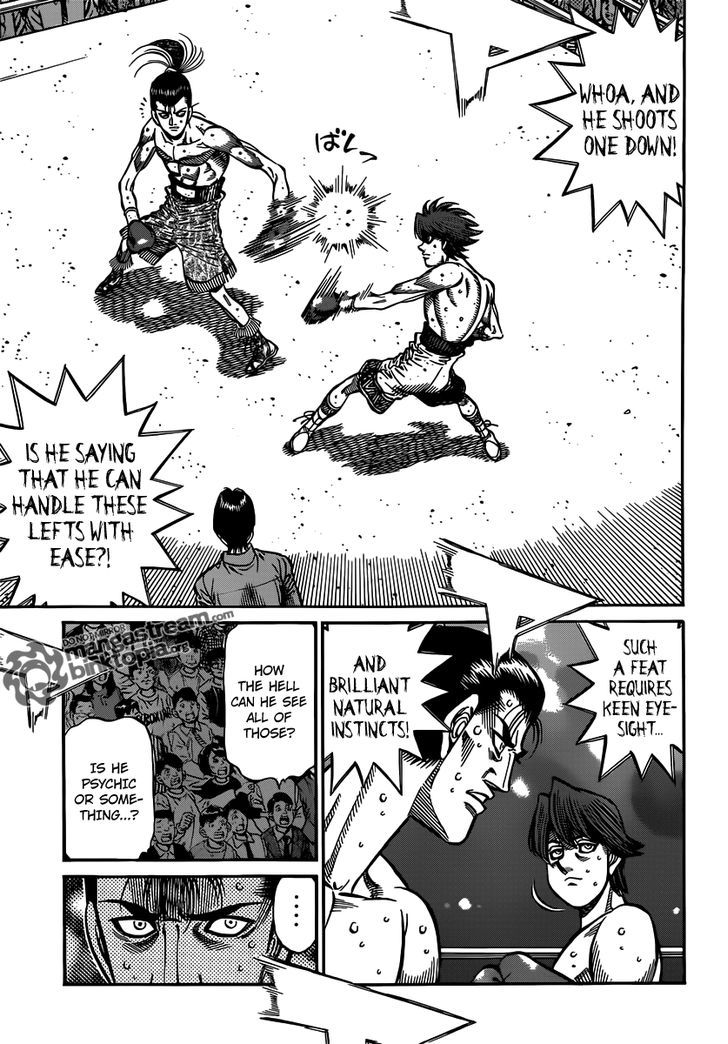 WHOA, AND
HE SHOOTS
ONE DOWN!
ばしっ
IS HE SAYING
THAT HE CAN
HANDLE THESE
LEFTS WITH
EASE?!
SUCH
A FEAT
REQUIRES
KEEN EYE-
SIGHT...
AND
BRILLIANT
NATURAL
INSTINCTS!
HOW
THE HELL
CAN HE SEE
ALL OF
THOSE?
IS HE
PSYCHIC
OR SOME-
THING...?
....
mangastream.com
binktopia.org